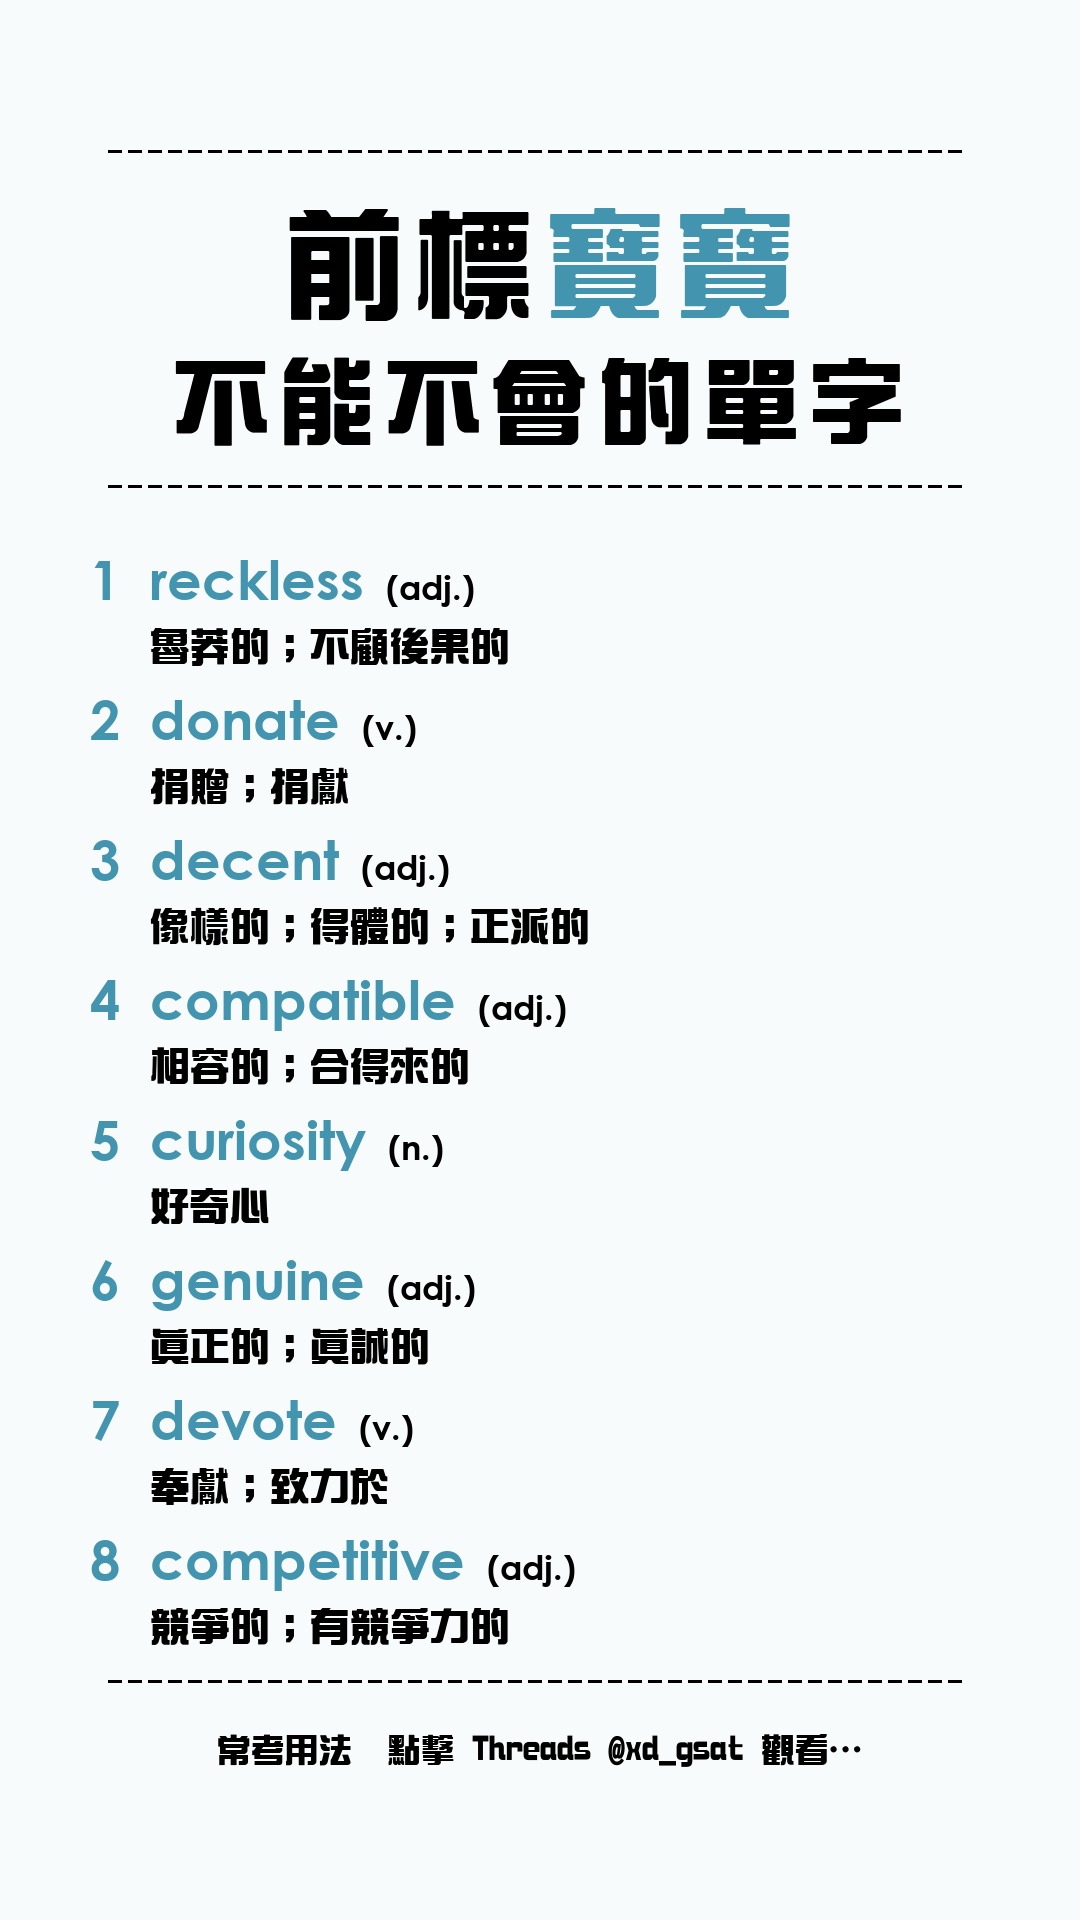 前標寶寶
不能不會的單字
1 reckless (adj.)
魯莽的；不顧後果的
2 donate (v.)
捐贈；捐獻
3 decent (adj.)
像樣的；得體的；正派的
4 compatible (adj.)
相容的；合得來的
5 curiosity (n.)
好奇心
6 genuine (adj.)
真正的；真誠的
7 devote (v.)
奉獻；致力於
8 competitive (adj.)
競爭的；有競爭力的
常考用法 點擊 Threads @xd_gsat 觀看…